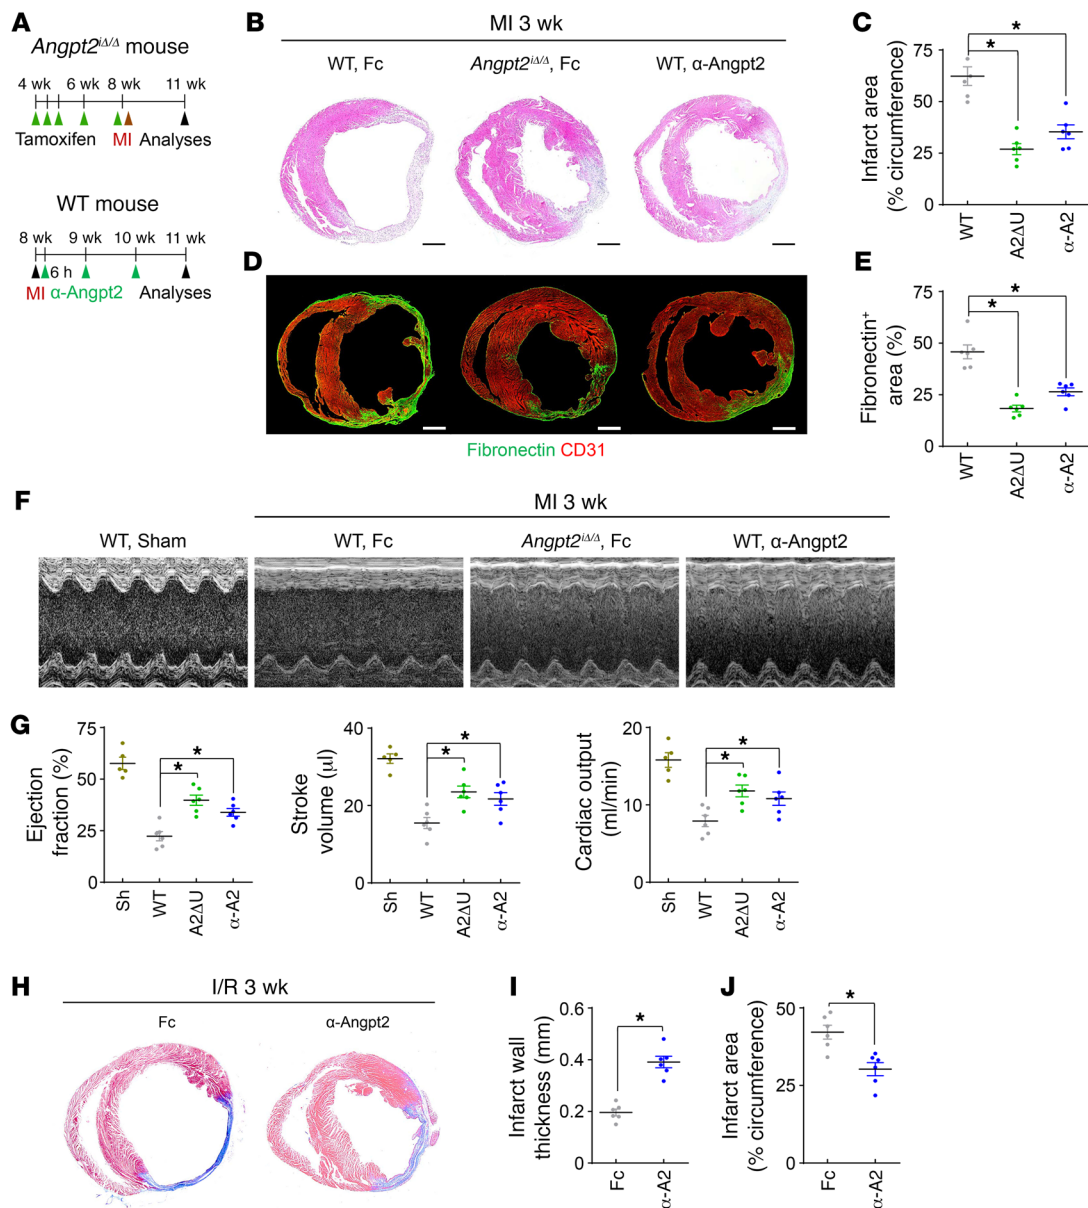 A
Angpt2iΔ/Δ mouse
4 wk 6 wk 8 wk 11 wk
Tamoxifen MI Analyses
WT mouse
8 wk 9 wk 10 wk 11 wk
6 h
MI α-Angpt2 Analyses
B
MI 3 wk
WT, Fc Angpt2iΔ/Δ, Fc WT, α-Angpt2
C
Infarct area
(% circumference)
75
50
25
0
WT A2ΔU α-A2
* *
D
Fibronectin CD31
E
Fibronectin+
area (%)
75
50
25
0
WT A2ΔU α-A2
* *
F
MI 3 wk
WT, Sham WT, Fc Angpt2iΔ/Δ, Fc WT, α-Angpt2
G
Ejection
fraction (%)
75
50
25
0
Sh WT A2ΔU α-A2
* *
Stroke
volume (μl)
40
20
0
Sh WT A2ΔU α-A2
* *
Cardiac output
(ml/min)
20
15
10
5
0
Sh WT A2ΔU α-A2
* *
H
I/R 3 wk
Fc α-Angpt2
I
Infarct wall
thickness (mm)
0.6
0.4
0.2
0
Fc α-A2
*
J
Infarct area
(% circumference)
50
25
0
Fc α-A2
*